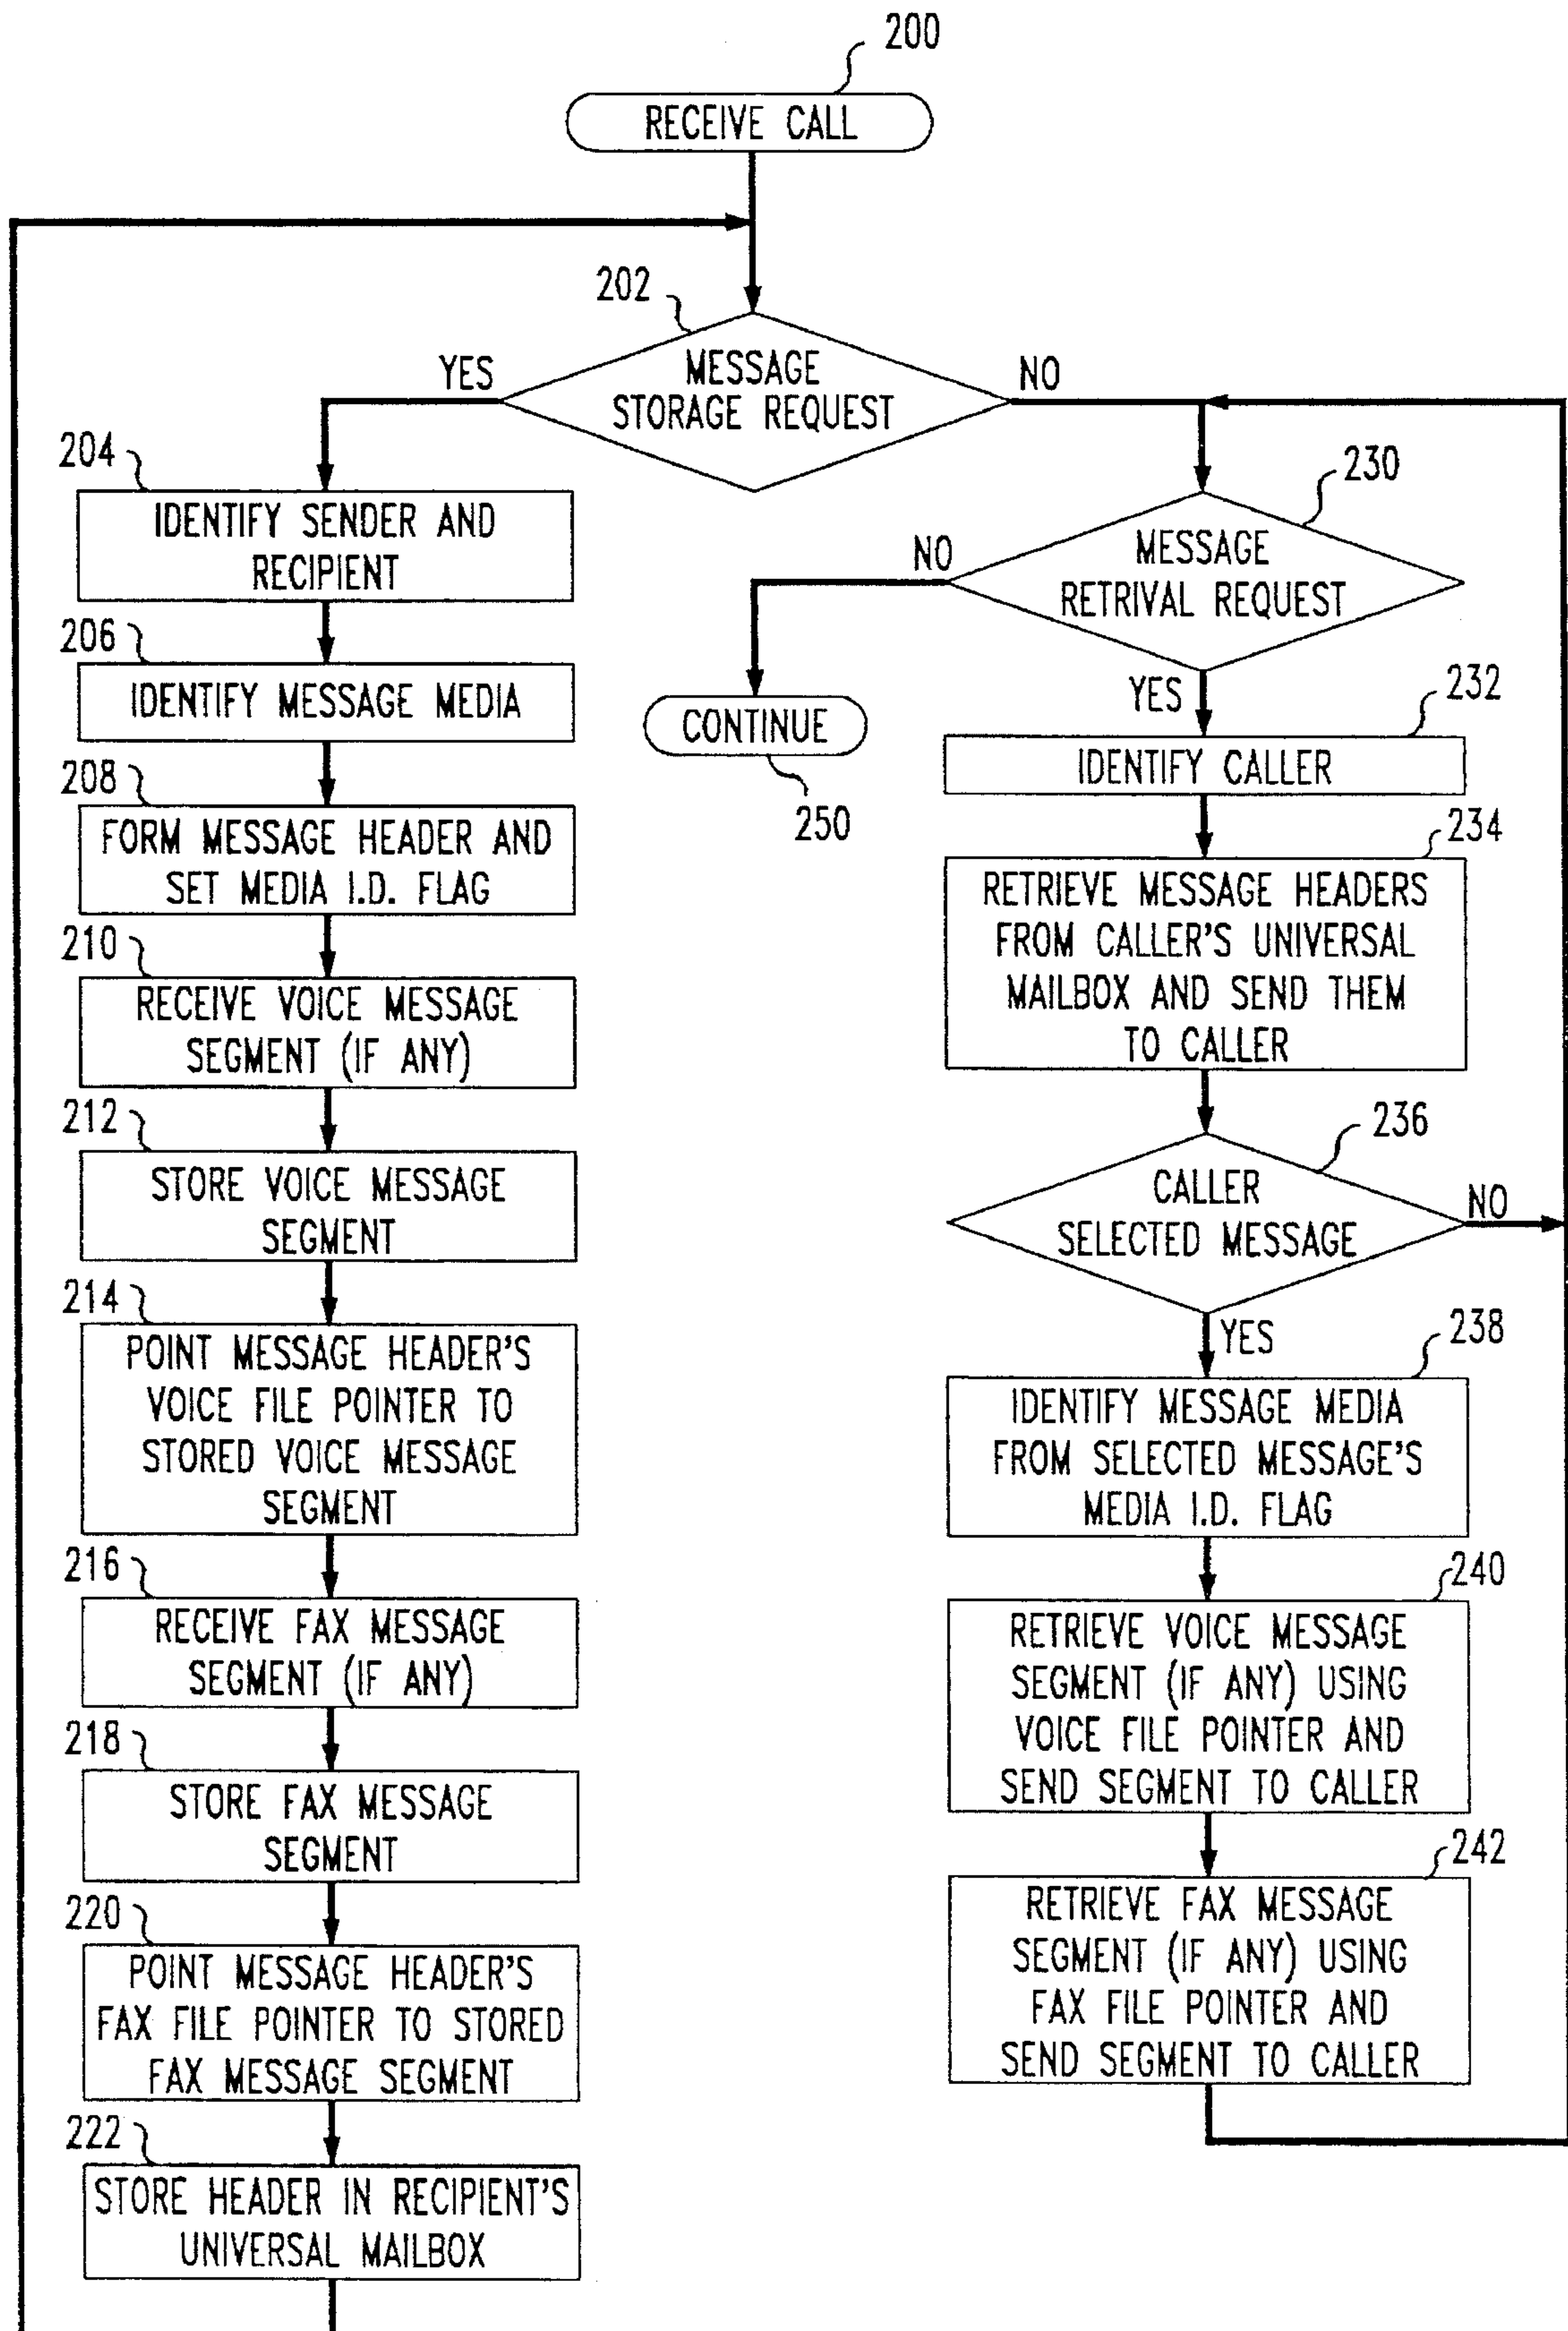 200
RECEIVE CALL
202
MESSAGE
STORAGE REQUEST
YES
NO
204
IDENTIFY SENDER AND
RECIPIENT
206
IDENTIFY MESSAGE MEDIA
208
FORM MESSAGE HEADER AND
SET MEDIA I.D. FLAG
210
RECEIVE VOICE MESSAGE
SEGMENT (IF ANY)
212
STORE VOICE MESSAGE
SEGMENT
214
POINT MESSAGE HEADER'S
VOICE FILE POINTER TO
STORED VOICE MESSAGE
SEGMENT
216
RECEIVE FAX MESSAGE
SEGMENT (IF ANY)
218
STORE FAX MESSAGE
SEGMENT
220
POINT MESSAGE HEADER'S
FAX FILE POINTER TO STORED
FAX MESSAGE SEGMENT
222
STORE HEADER IN RECIPIENT'S
UNIVERSAL MAILBOX
230
MESSAGE
RETRIVAL REQUEST
NO
CONTINUE
250
YES
232
IDENTIFY CALLER
234
RETRIEVE MESSAGE HEADERS
FROM CALLER'S UNIVERSAL
MAILBOX AND SEND THEM
TO CALLER
236
CALLER
SELECTED MESSAGE
NO
YES
238
IDENTIFY MESSAGE MEDIA
FROM SELECTED MESSAGE'S
MEDIA I.D. FLAG
240
RETRIEVE VOICE MESSAGE
SEGMENT (IF ANY) USING
VOICE FILE POINTER AND
SEND SEGMENT TO CALLER
242
RETRIEVE FAX MESSAGE
SEGMENT (IF ANY) USING
FAX FILE POINTER AND
SEND SEGMENT TO CALLER